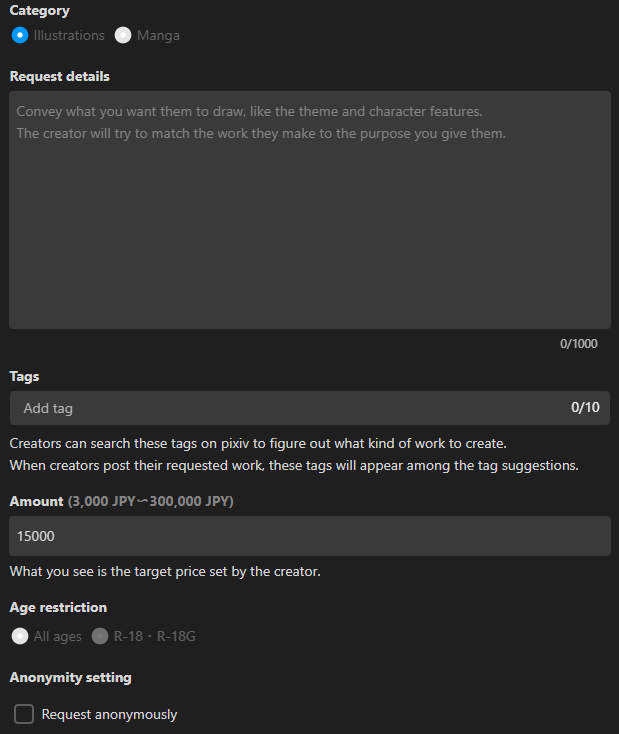 Category
Illustrations Manga
Request details
Convey what you want them to draw, like the theme and character features.
The creator will try to match the work they make to the purpose you give them.
0/1000
Tags
Add tag 0/10
Creators can search these tags on pixiv to figure out what kind of work to create.
When creators post their requested work, these tags will appear among the tag suggestions.
Amount (3,000 JPY〜300,000 JPY)
15000
What you see is the target price set by the creator.
Age restriction
All ages R-18・R-18G
Anonymity setting
Request anonymously